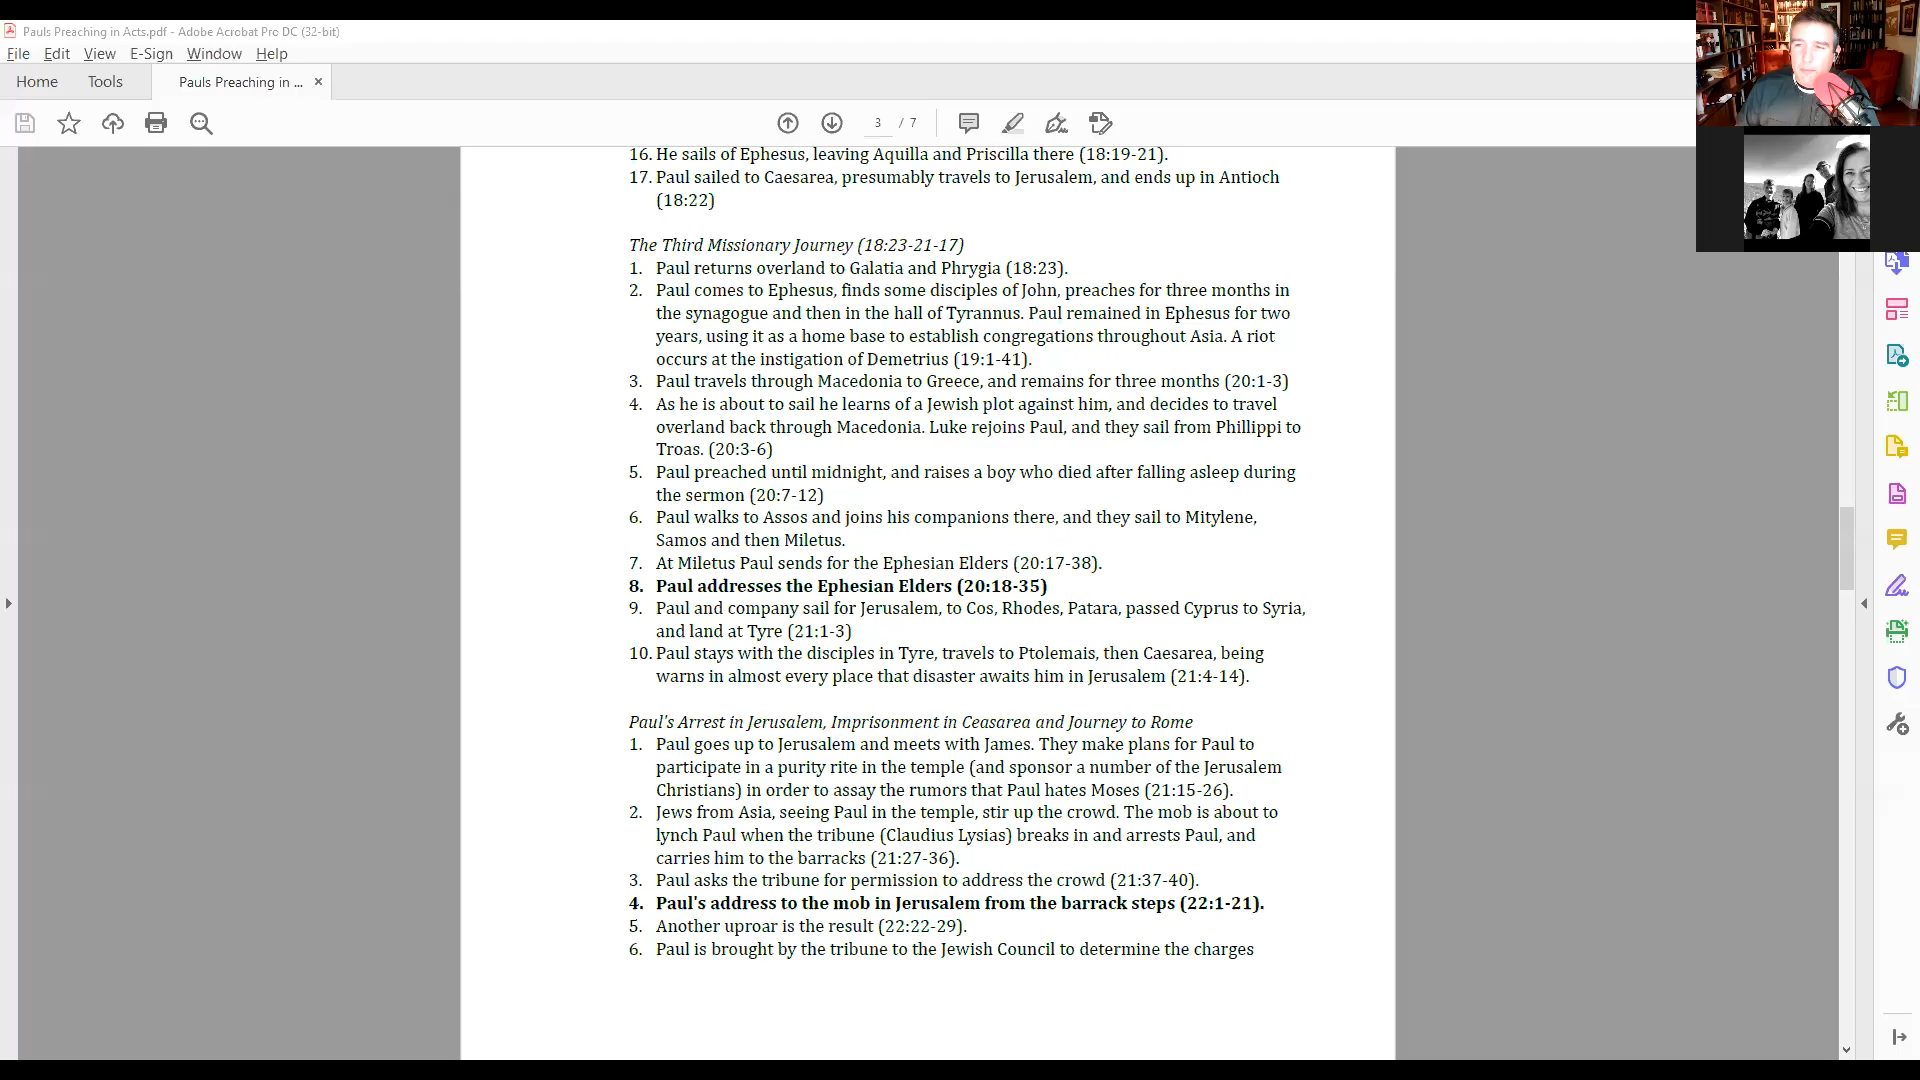 Pauls Preaching in Acts.pdf - Adobe Acrobat Pro DC (32-bit)
File Edit View E-Sign Window Help
Home Tools Pauls Preaching in ... ×
3 / 7
16. He sails of Ephesus, leaving Aquilla and Priscilla there (18:19-21).
17. Paul sailed to Caesarea, presumably travels to Jerusalem, and ends up in Antioch
(18:22)
The Third Missionary Journey (18:23-21-17)
1. Paul returns overland to Galatia and Phrygia (18:23).
2. Paul comes to Ephesus, finds some disciples of John, preaches for three months in
the synagogue and then in the hall of Tyrannus. Paul remained in Ephesus for two
years, using it as a home base to establish congregations throughout Asia. A riot
occurs at the instigation of Demetrius (19:1-41).
3. Paul travels through Macedonia to Greece, and remains for three months (20:1-3)
4. As he is about to sail he learns of a Jewish plot against him, and decides to travel
overland back through Macedonia. Luke rejoins Paul, and they sail from Phillippi to
Troas. (20:3-6)
5. Paul preached until midnight, and raises a boy who died after falling asleep during
the sermon (20:7-12)
6. Paul walks to Assos and joins his companions there, and they sail to Mitylene,
Samos and then Miletus.
7. At Miletus Paul sends for the Ephesian Elders (20:17-38).
8. Paul addresses the Ephesian Elders (20:18-35)
9. Paul and company sail for Jerusalem, to Cos, Rhodes, Patara, passed Cyprus to Syria,
and land at Tyre (21:1-3)
10. Paul stays with the disciples in Tyre, travels to Ptolemais, then Caesarea, being
warns in almost every place that disaster awaits him in Jerusalem (21:4-14).
Paul's Arrest in Jerusalem, Imprisonment in Ceasarea and Journey to Rome
1. Paul goes up to Jerusalem and meets with James. They make plans for Paul to
participate in a purity rite in the temple (and sponsor a number of the Jerusalem
Christians) in order to assay the rumors that Paul hates Moses (21:15-26).
2. Jews from Asia, seeing Paul in the temple, stir up the crowd. The mob is about to
lynch Paul when the tribune (Claudius Lysias) breaks in and arrests Paul, and
carries him to the barracks (21:27-36).
3. Paul asks the tribune for permission to address the crowd (21:37-40).
4. Paul's address to the mob in Jerusalem from the barrack steps (22:1-21).
5. Another uproar is the result (22:22-29).
6. Paul is brought by the tribune to the Jewish Council to determine the charges